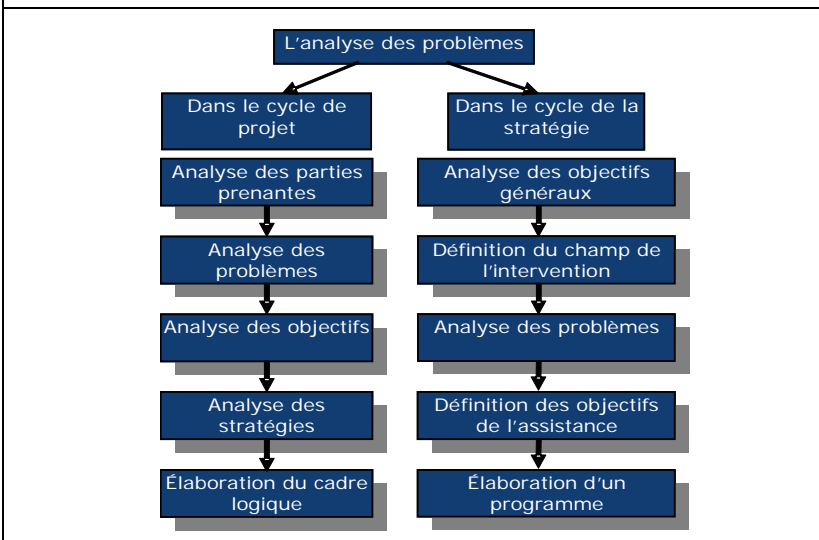 L'analyse des problèmes
Dans le cycle de
projet
Dans le cycle de la
stratégie
Analyse des parties
prenantes
Analyse des
problèmes
Analyse des objectifs
Analyse des
stratégies
Élaboration du cadre
logique
Analyse des objectifs
généraux
Définition du champ de
l'intervention
Analyse des problèmes
Définition des objectifs
de l'assistance
Élaboration d'un
programme